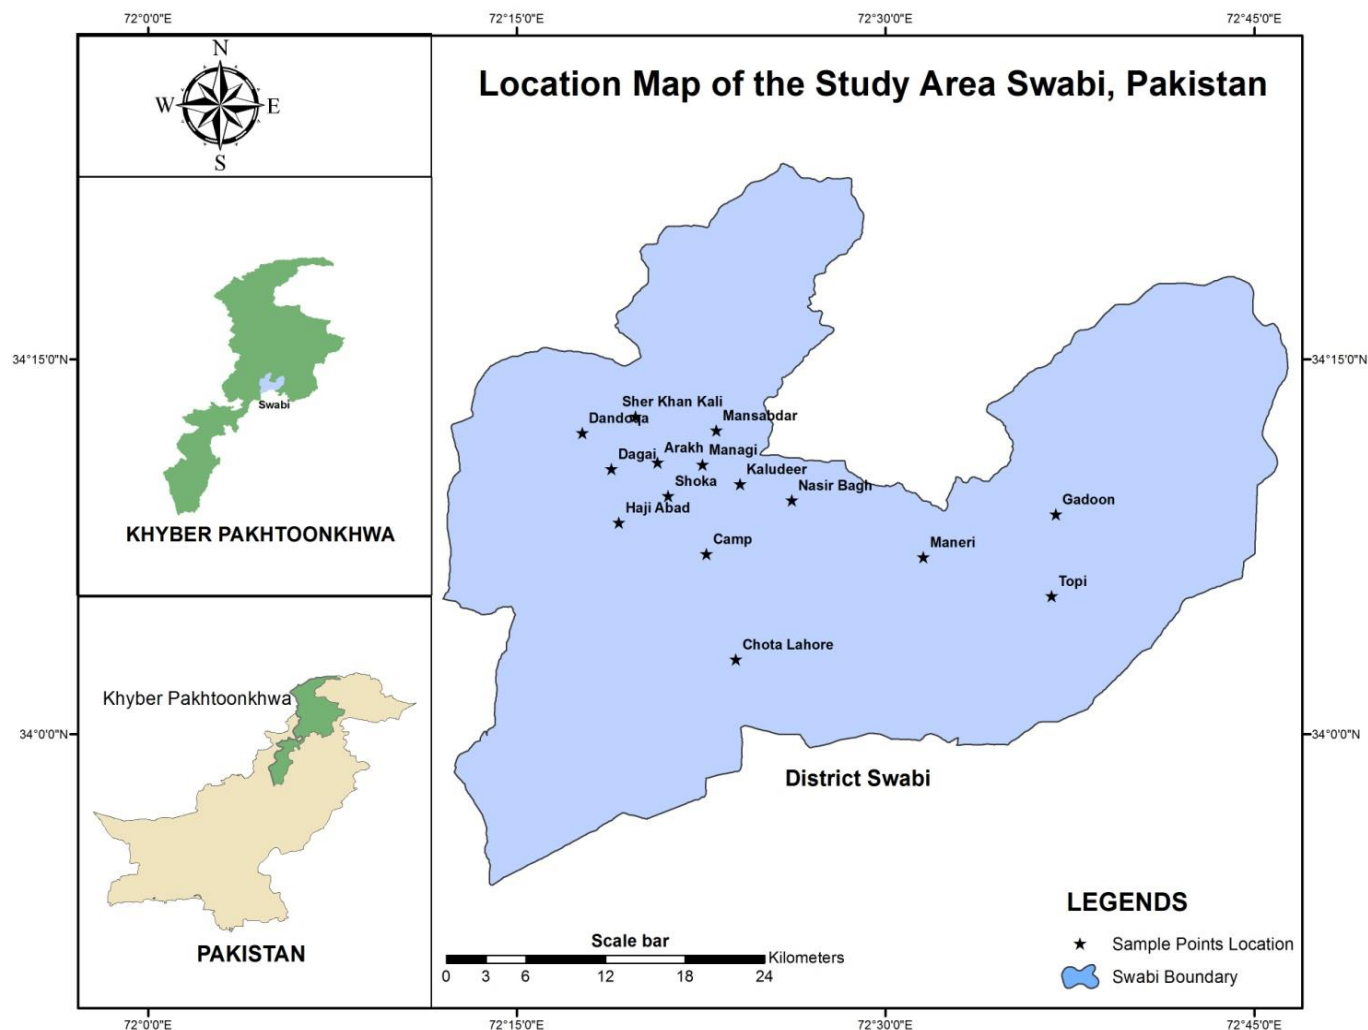 72°0'0"E
72°15'0"E
72°30'0"E
72°45'0"E
N
W
E
S
Location Map of the Study Area Swabi, Pakistan
34°15'0"N
34°15'0"N
Swabi
KHYBER PAKHTOONKHWA
Sher Khan Kali
Dandoqa
Mansabdar
Dagai
Arakh
Managi
Kaludeer
Shoka
Nasir Bagh
Haji Abad
Gadoon
Camp
Maneri
Topi
Chota Lahore
Khyber Pakhtoonkhwa
34°0'0"N
34°0'0"N
District Swabi
PAKISTAN
LEGENDS
Sample Points Location
Swabi Boundary
Scale bar
Kilometers
0 3 6 12 18 24
72°0'0"E
72°15'0"E
72°30'0"E
72°45'0"E